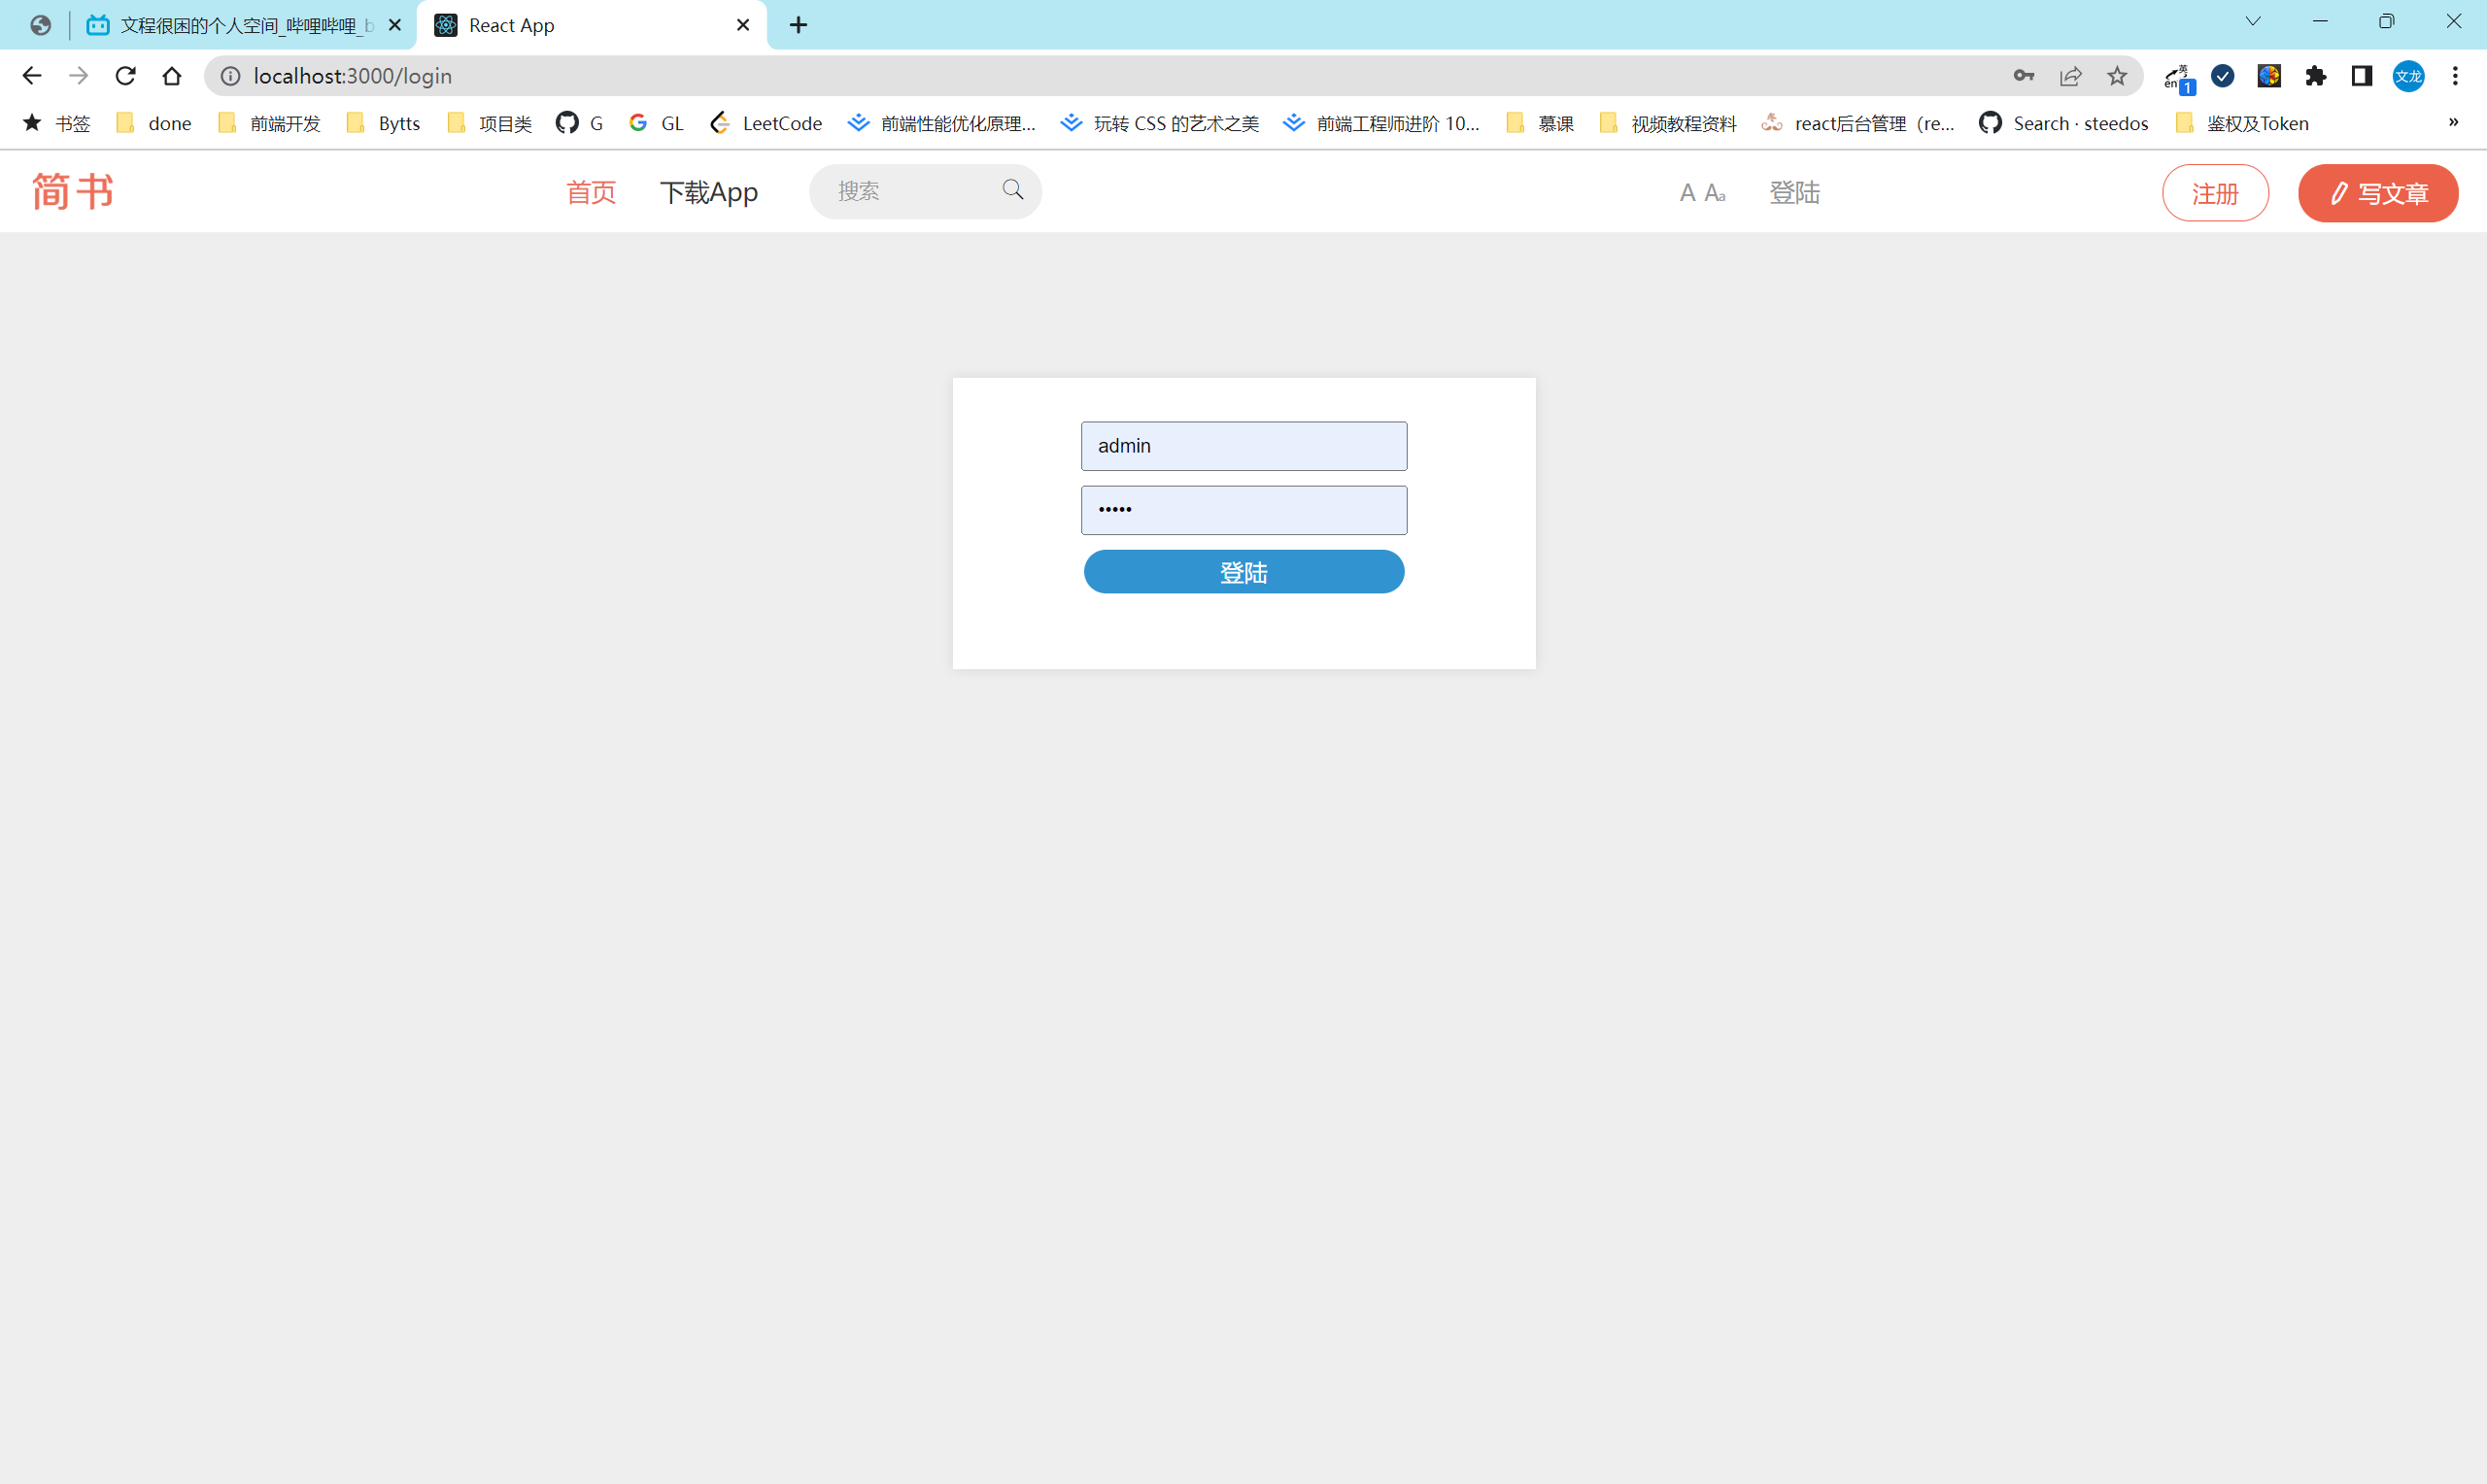 文程很困的个人空间_哔哩哔哩_b
React App
localhost:3000/login
英
en
1
文龙
书签
done
前端开发
Bytts
项目类
G
GL
LeetCode
前端性能优化原理...
玩转 CSS 的艺术之美
前端工程师进阶 10...
慕课
视频教程资料
react后台管理（re...
Search · steedos
鉴权及Token
»
简书
首页
下载App
搜索
A Aa
登陆
注册
写文章
admin
•••••
登陆